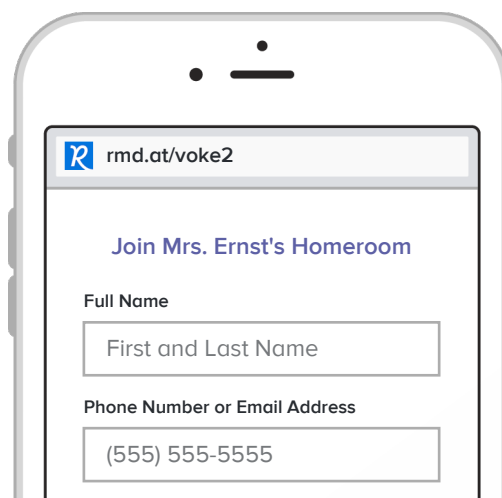 rmd.at/voke2
Join Mrs. Ernst's Homeroom
Full Name
First and Last Name
Phone Number or Email Address
(555) 555-5555